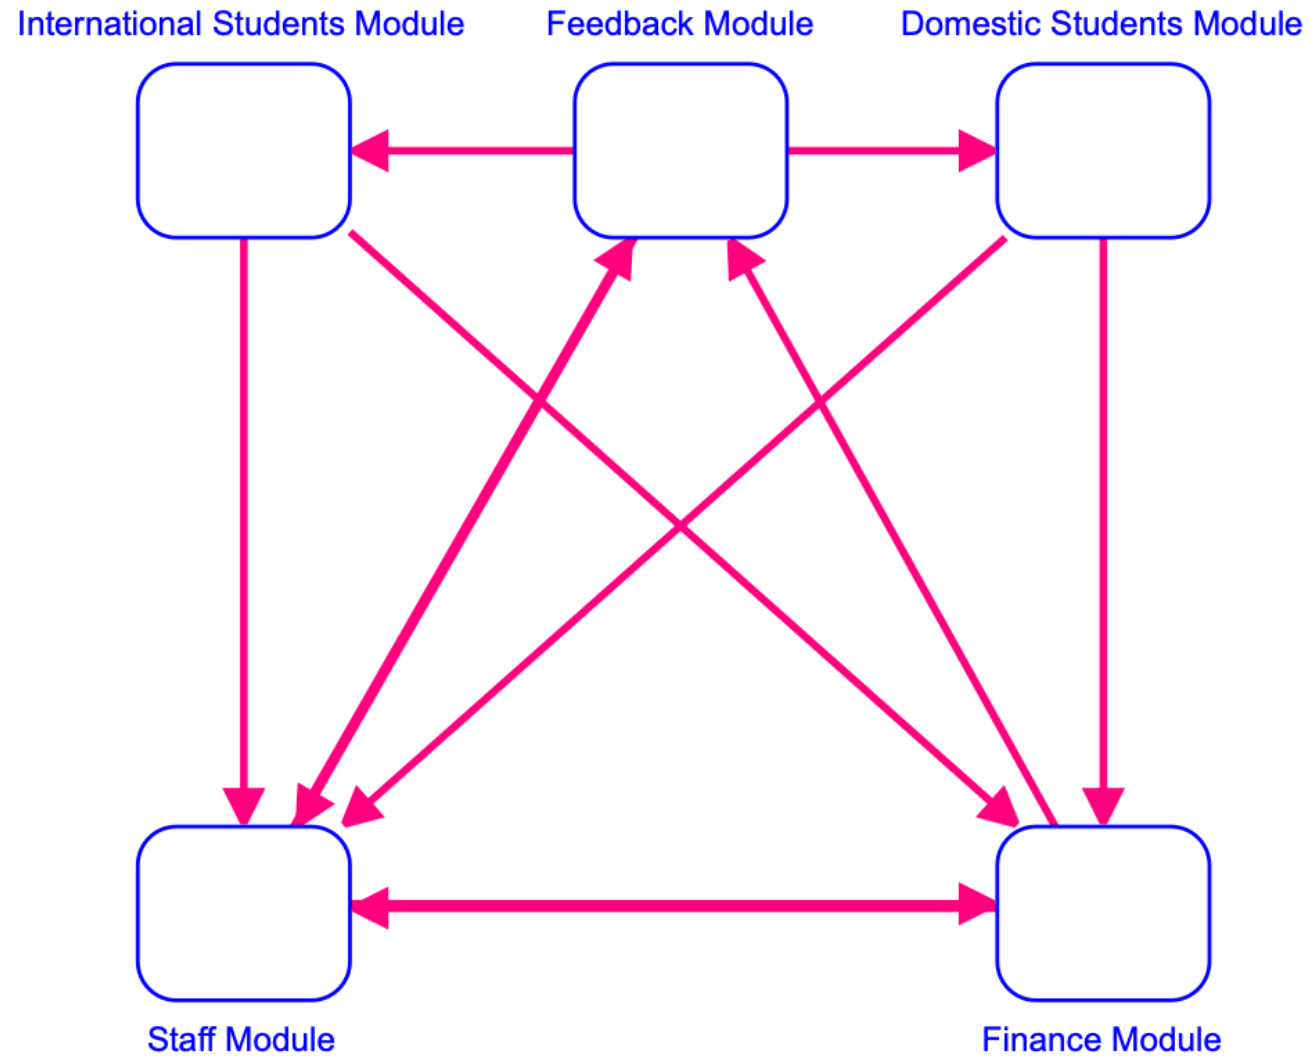 International Students Module
Feedback Module
Domestic Students Module
Staff Module
Finance Module